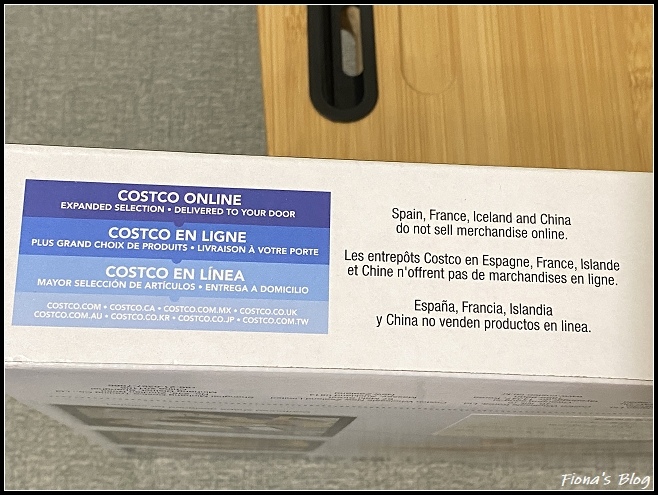 COSTCO ONLINE
EXPANDED SELECTION • DELIVERED TO YOUR DOOR
COSTCO EN LIGNE
PLUS GRAND CHOIX DE PRODUITS • LIVRAISON À VOTRE PORTE
COSTCO EN LÍNEA
MAYOR SELECCIÓN DE ARTÍCULOS • ENTREGA A DOMICILIO
COSTCO.COM • COSTCO.CA • COSTCO.COM.MX • COSTCO.CO.UK
COSTCO.COM.AU • COSTCO.CO.KR • COSTCO.CO.JP • COSTCO.COM.TW
Spain, France, Iceland and China
do not sell merchandise online.
Les entrepôts Costco en Espagne, France, Islande
et Chine n'offrent pas de marchandises en ligne.
España, Francia, Islandia
y China no venden productos en linea.
Fiona's Blog